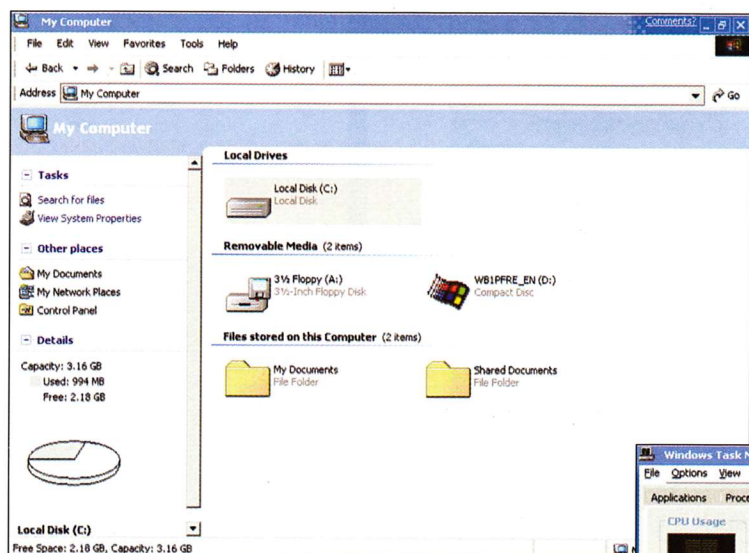 My Computer Comments?
File Edit View Favorites Tools Help
Back Search Folders History
Address My Computer Go
My Computer
Tasks
Search for files
View System Properties
Other places
My Documents
My Network Places
Control Panel
Details
Capacity: 3.16 GB
Used: 994 MB
Free: 2.18 GB
Local Disk (C:)
Free Space: 2.18 GB, Capacity: 3.16 GB
Local Drives
Local Disk (C:)
Local Disk
Removable Media (2 items)
3½ Floppy (A:)
3½-Inch Floppy Disk
WB1PFRE_EN (D:)
Compact Disc
Files stored on this Computer (2 items)
My Documents
File Folder
Shared Documents
File Folder
Windows Task
File Options View
Applications
CPU Usage